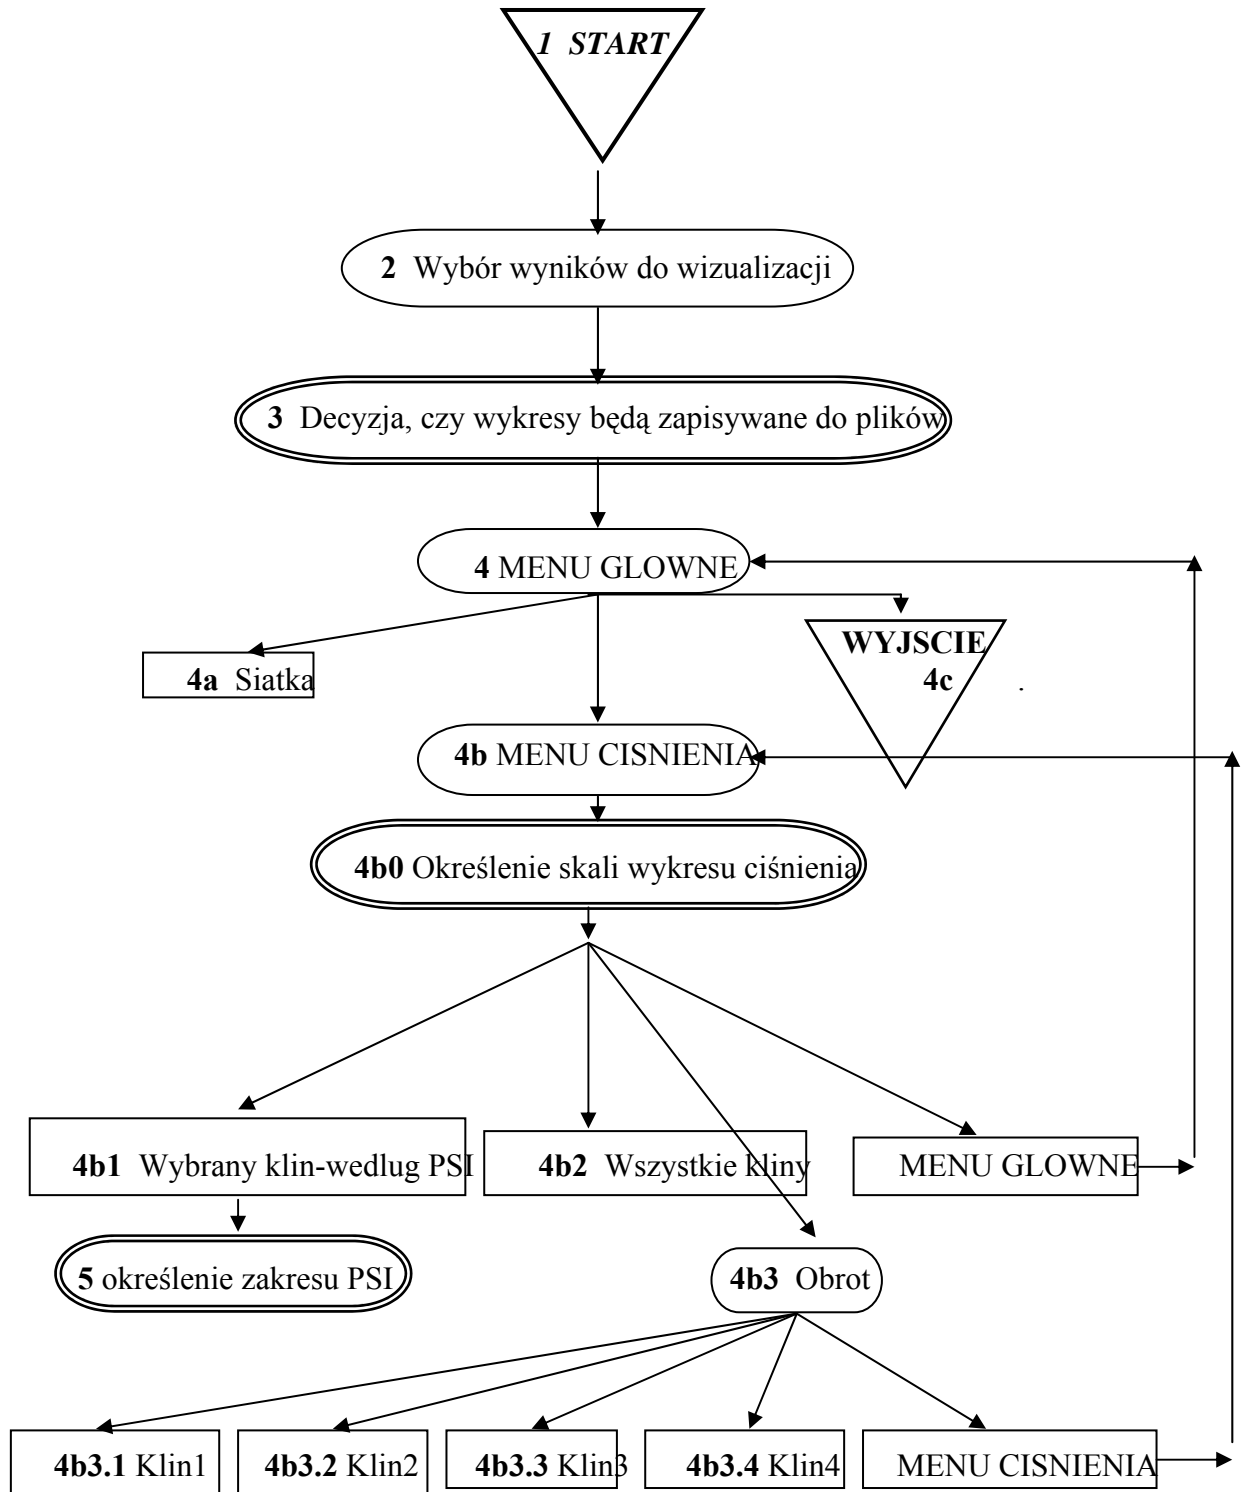 1 START
2 Wybór wyników do wizualizacji
3 Decyzja, czy wykresy będą zapisywane do plików
4 MENU GLOWNE
WYJSCIE
4a Siatka
4c .
4b MENU CISNIENIA
4b0 Określenie skali wykresu ciśnienia
4b1 Wybrany klin-wedlug PSI
4b2 Wszystkie kliny
MENU GLOWNE
5 określenie zakresu PSI
4b3 Obrot
4b3.1 Klin1
4b3.2 Klin2
4b3.3 Klin3
4b3.4 Klin4
MENU CISNIENIA